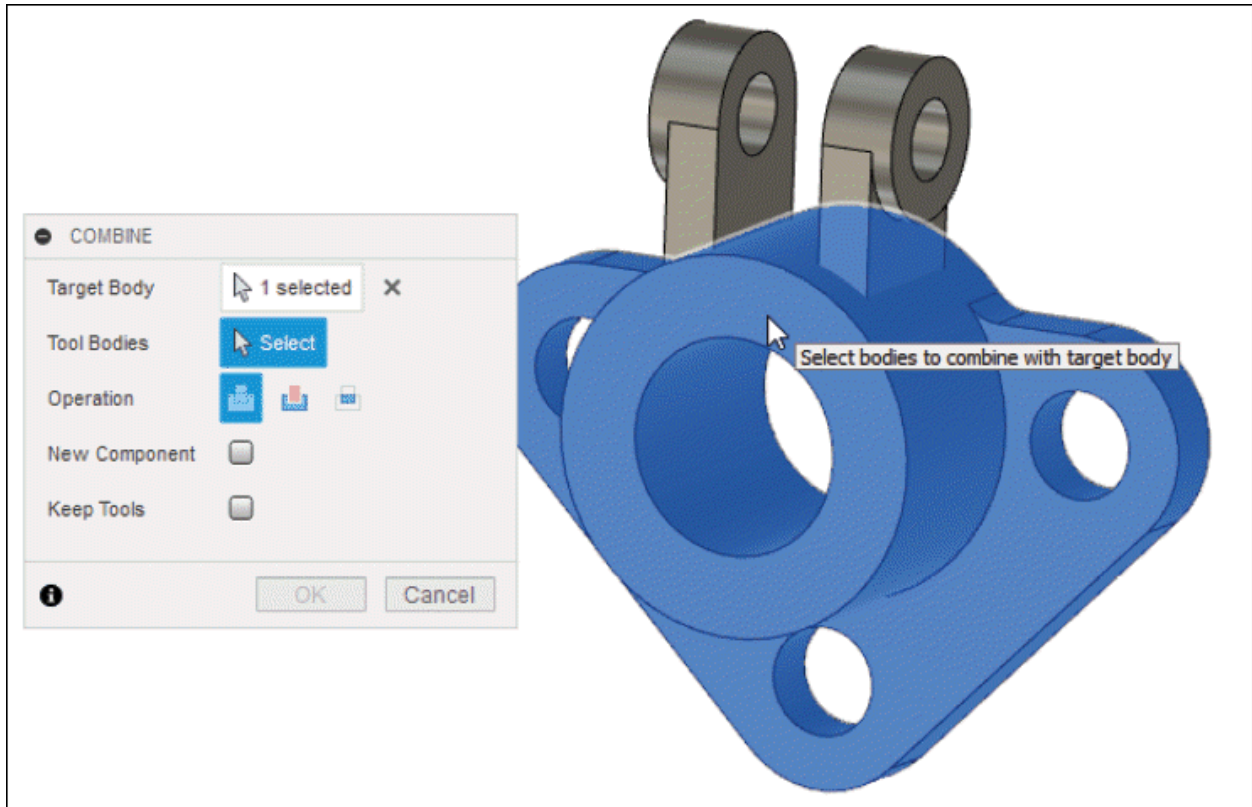 COMBINE
Target Body 1 selected
Tool Bodies Select
Operation
New Component
Keep Tools
OK Cancel
Select bodies to combine with target body